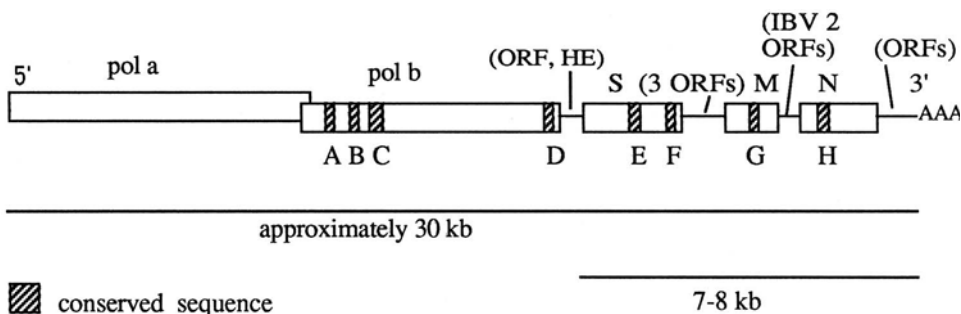 (IBV 2
ORFs)
(ORFs)
5'
pol a
pol b
(ORF, HE)
S (3 ORFs) M N 3'
AAA
A B C D E F G H
approximately 30 kb
7-8 kb
conserved sequence